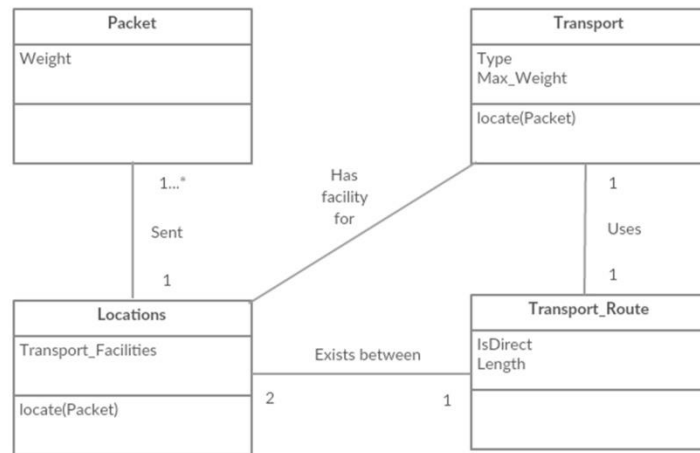 Packet
Weight
Transport
Type
Max_Weight
locate(Packet)
1...*
Sent
1
Has
facility
for
1
Uses
1
Locations
Transport_Facilities
locate(Packet)
Exists between
2
1
Transport_Route
IsDirect
Length